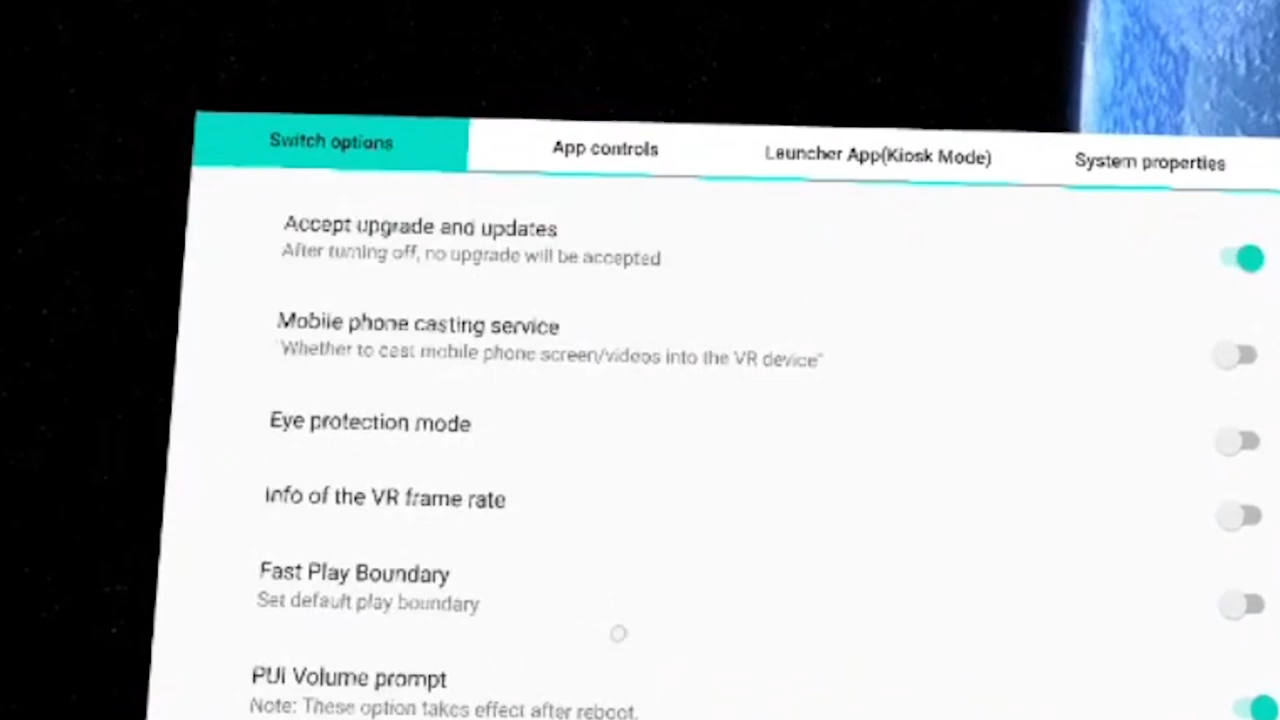 Switch options
App controls
Launcher App(Kiosk Mode)
System properties
Accept upgrade and updates
After turning off, no upgrade will be accepted
Mobile phone casting service
"Whether to cast mobile phone screen/videos into the VR device"
Eye protection mode
Info of the VR frame rate
Fast Play Boundary
Set default play boundary
PUI Volume prompt
Note: These option takes effect after reboot.